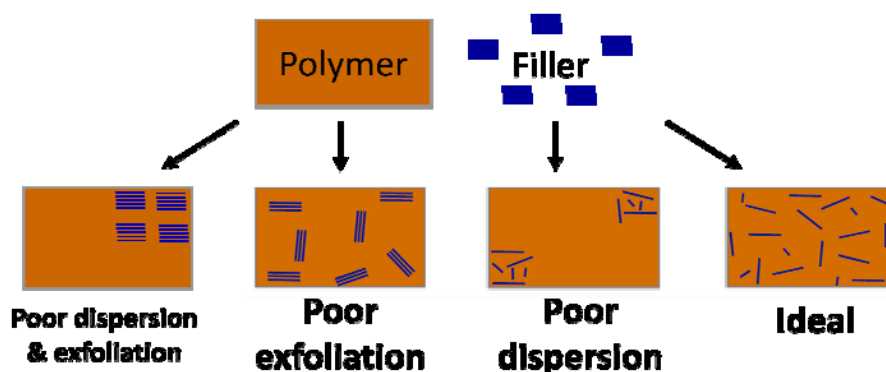 Polymer
Filler
Poor dispersion
& exfoliation
Poor
exfoliation
Poor
dispersion
Ideal